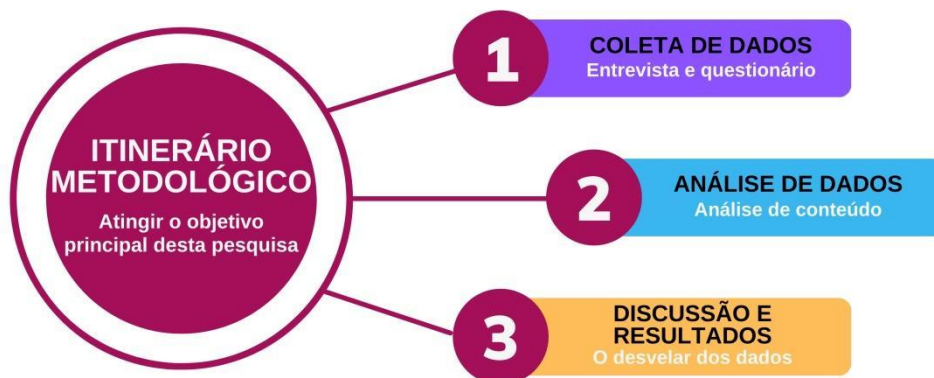 ITINERÁRIO
METODOLÓGICO
Atingir o objetivo
principal desta pesquisa
1
COLETA DE DADOS
Entrevista e questionário
2
ANÁLISE DE DADOS
Análise de conteúdo
3
DISCUSSÃO E
RESULTADOS
O desvelar dos dados